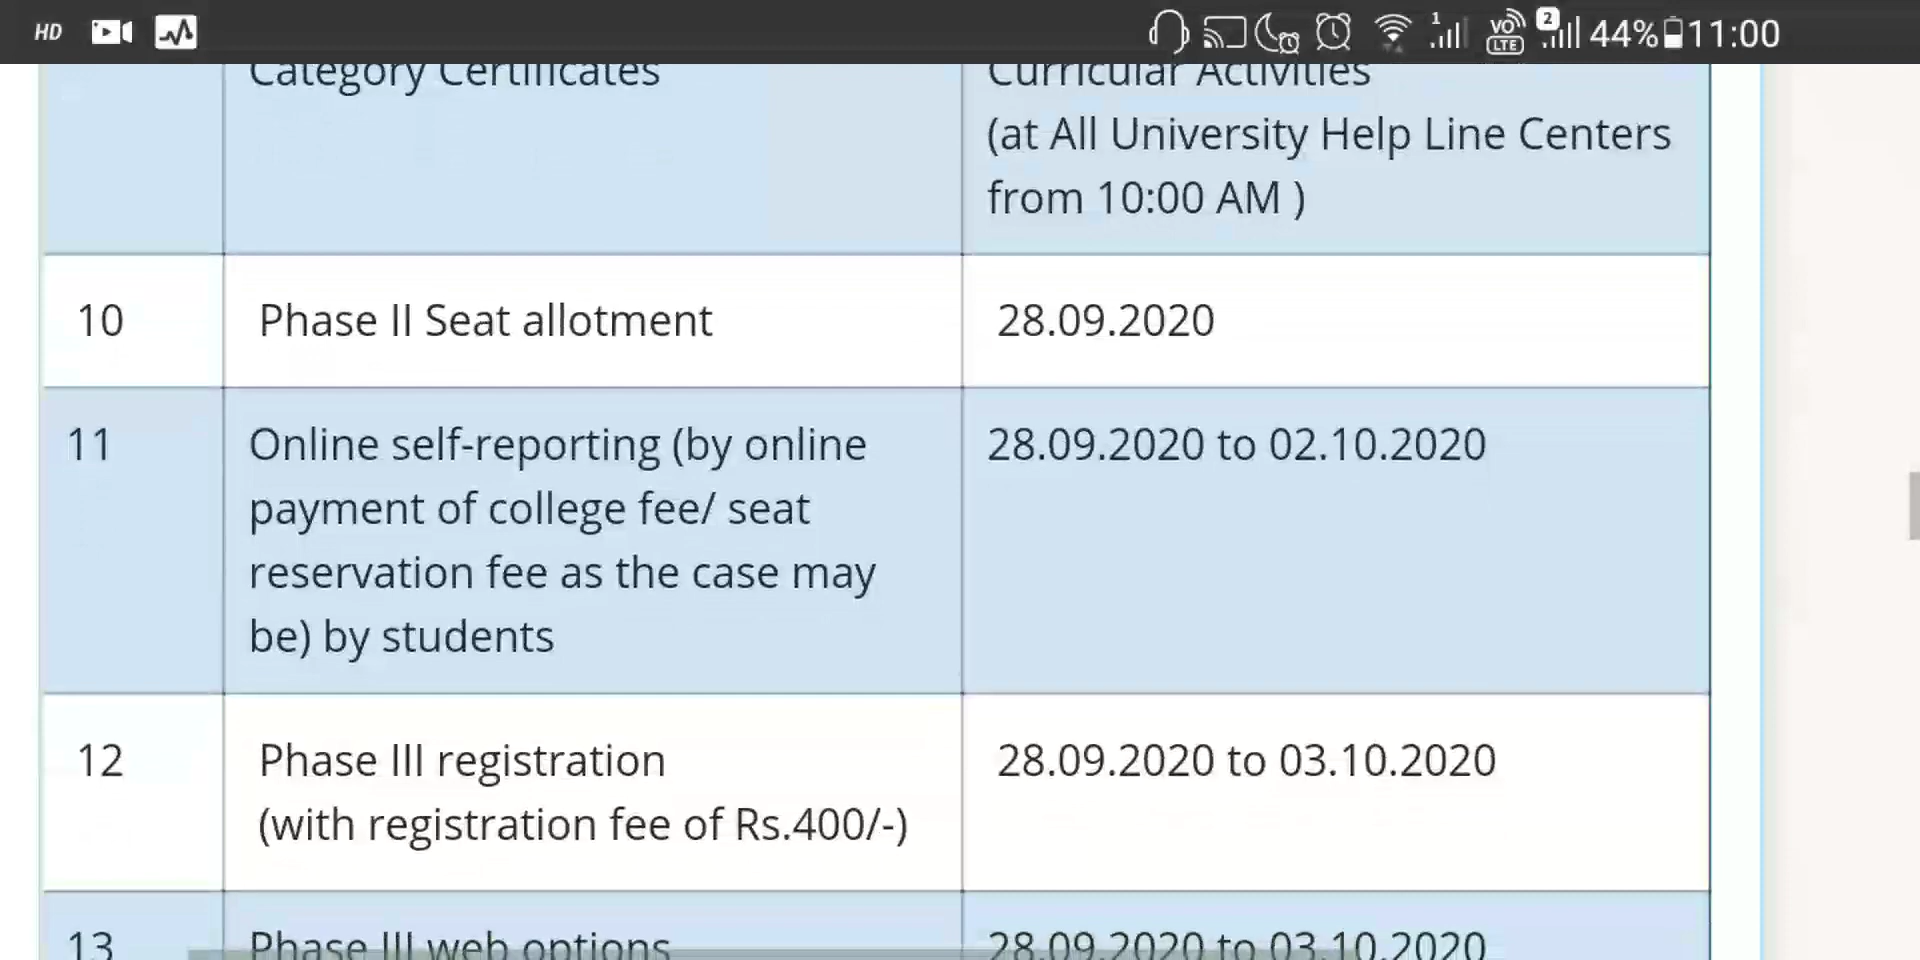 HD
1 VO LTE 2 44% 11:00
Category Certificates
Curricular Activities
(at All University Help Line Centers
from 10:00 AM )
10 Phase II Seat allotment 28.09.2020
11 Online self-reporting (by online 28.09.2020 to 02.10.2020
payment of college fee/ seat
reservation fee as the case may
be) by students
12 Phase III registration 28.09.2020 to 03.10.2020
(with registration fee of Rs.400/-)
13 Phase III web options 28.09.2020 to 03.10.2020